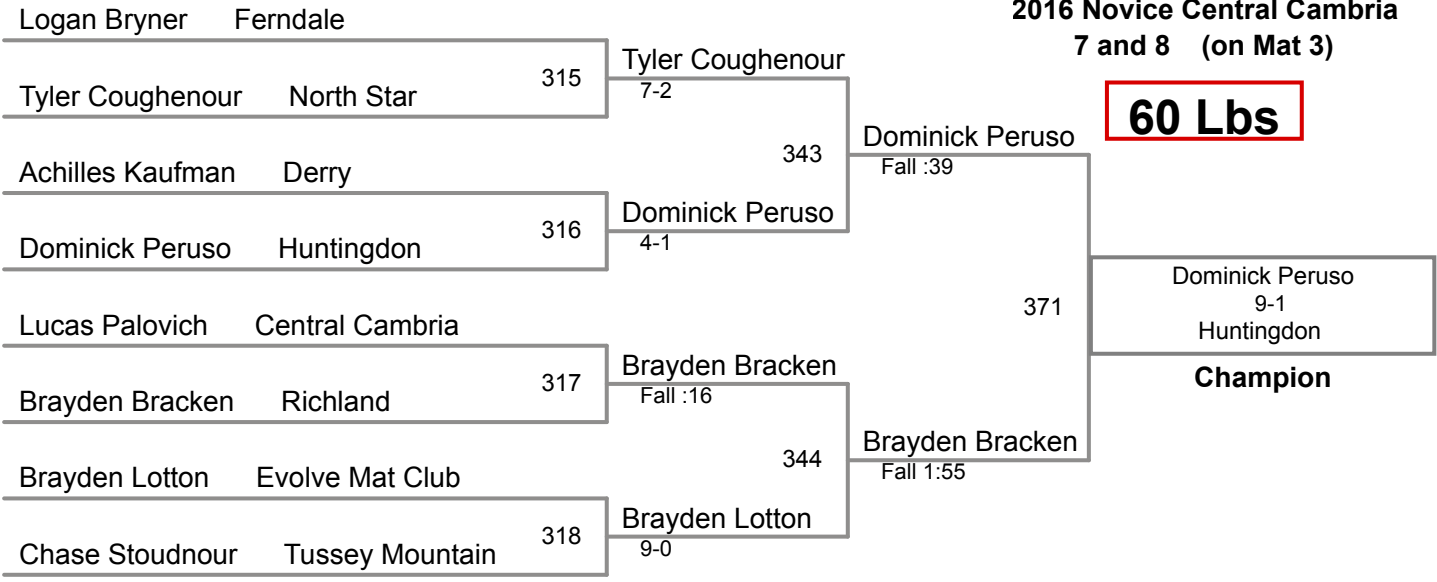 2016 Novice Central Cambria
7 and 8 (on Mat 3)
60 Lbs
Logan Bryner Ferndale
315
Tyler Coughenour North Star
Achilles Kaufman Derry
316
Dominick Peruso Huntingdon
Lucas Palovich Central Cambria
317
Brayden Bracken Richland
Brayden Lotton Evolve Mat Club
318
Chase Stoudnour Tussey Mountain
Tyler Coughenour
7-2
343
Dominick Peruso
4-1
Brayden Bracken
Fall :16
344
Brayden Lotton
9-0
Dominick Peruso
Fall :39
371
Brayden Bracken
Fall 1:55
Dominick Peruso
9-1
Huntingdon
Champion